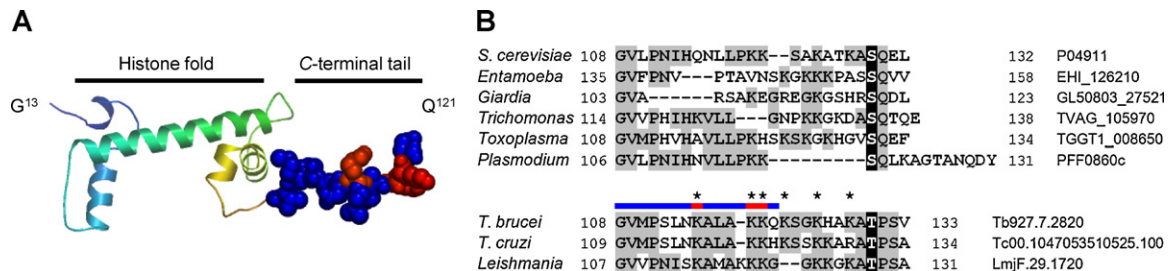 A
Histone fold
C-terminal tail
G13
Q121
B
S. cerevisiae 108 GVLPNIHQNLLPKK--SAKATKASQEL 132 P04911
Entamoeba 135 GVFPNV---PTAVNSKGKKKPASSQVV 158 EHI_126210
Giardia 103 GVA------RSAKEGREGKGSHRSQDL 123 GL50803_27521
Trichomonas 114 GVVPHIHKVLL---GNPKKGKDASQTQE 138 TVAG_105970
Toxoplasma 108 GVMPHVHAVLLPKHSKSKGKHGVSQEF 134 TGGT1_008650
Plasmodium 106 GVLPNIHNVLLPKK---------SQLKAGTANQDY 131 PFF0860c
* ** * * *
T. brucei 108 GVMPSLNKALA-KKQKSGKHAKATPSV 133 Tb927.7.2820
T. cruzi 109 GVMPSLNKALA-KKHKSSKKARATPSA 134 Tc00.1047053510525.100
Leishmania 107 GVVPNISKAMAKKKG--GKKGKATPSA 131 LmjF.29.1720